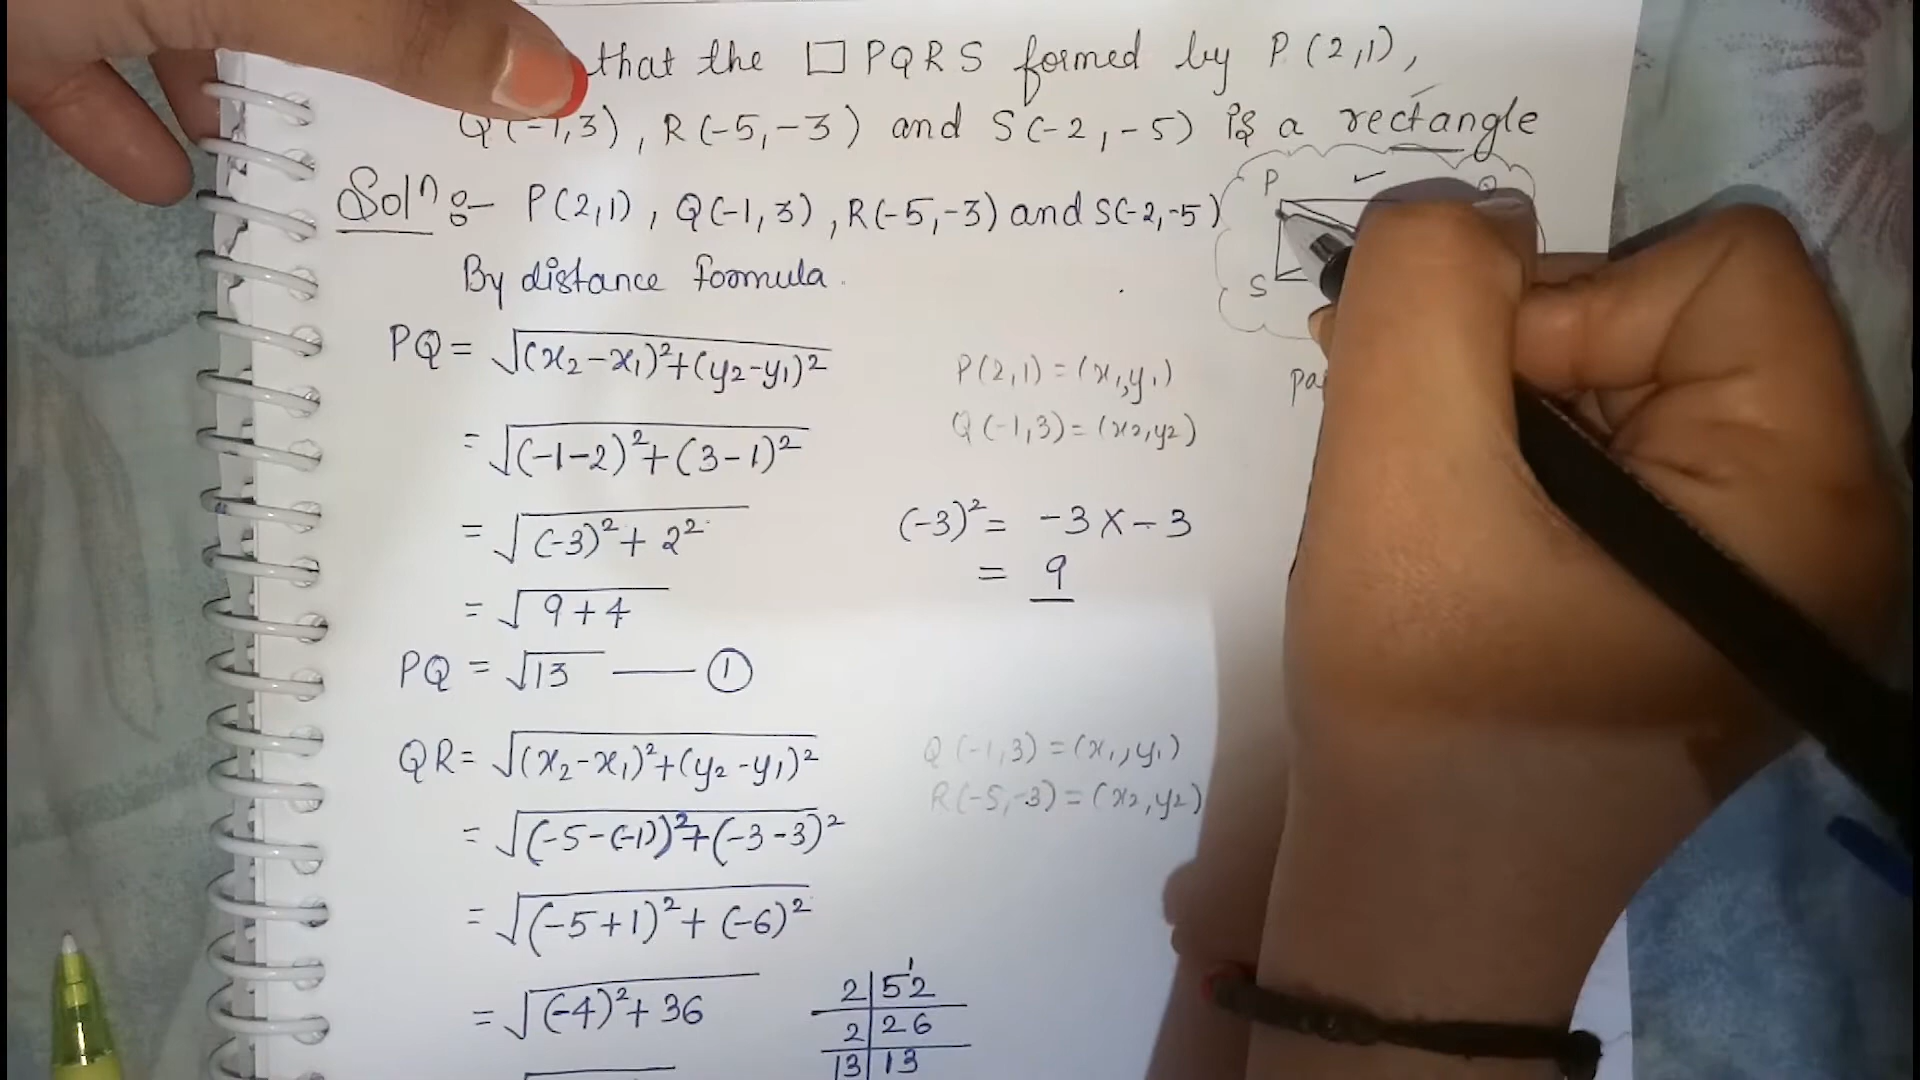 that the □ PQRS formed by P(2,1),
Q(-1,3), R(-5,-3) and S(-2,-5) is a rectangle
Solⁿ:- P(2,1), Q(-1,3), R(-5,-3) and S(-2,-5)
By distance formula.
P
Q
S
PQ = √(x₂-x₁)²+(y₂-y₁)²
P(2,1) = (x₁,y₁)
Q(-1,3) = (x₂,y₂)
= √(-1-2)²+(3-1)²
= √(-3)²+2²
(-3)² = -3×-3
= 9
= √9+4
PQ = √13 —— ①
QR = √(x₂-x₁)²+(y₂-y₁)²
Q(-1,3) = (x₁,y₁)
R(-5,-3) = (x₂,y₂)
= √(-5-(-1))²+(-3-3)²
= √(-5+1)²+(-6)²
= √(-4)²+36
2|52
2|26
13|13